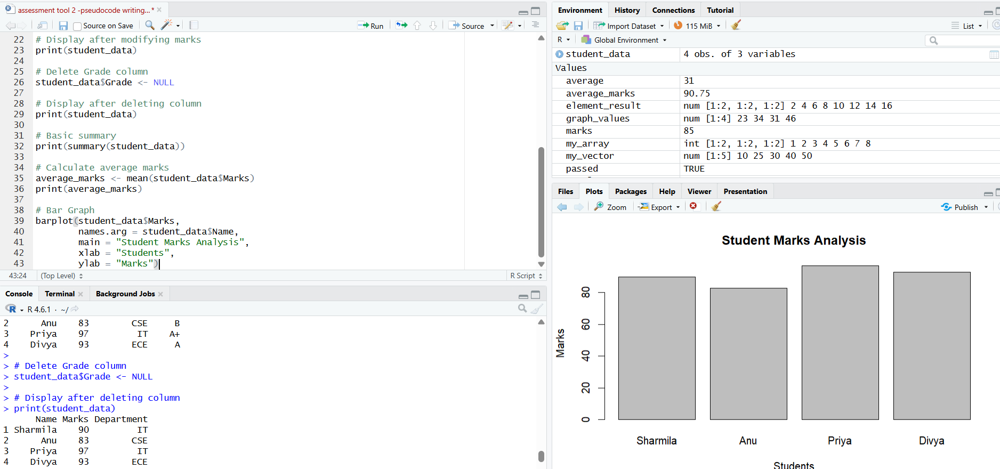 assessment tool 2 -pseudocode writing...*
Source on Save
Run
Source
22 # Display after modifying marks
23 print(student_data)
24
25 # Delete Grade column
26 student_data$Grade <- NULL
27
28 # Display after deleting column
29 print(student_data)
30
31 # Basic summary
32 print(summary(student_data))
33
34 # Calculate average marks
35 average_marks <- mean(student_data$Marks)
36 print(average_marks)
37
38 # Bar Graph
39 barplot(student_data$Marks,
40         names.arg = student_data$Name,
41         main = "Student Marks Analysis",
42         xlab = "Students",
43         ylab = "Marks")
43:24 (Top Level) R Script
Console Terminal Background Jobs
R R 4.6.1 · ~/
2      Anu    83        CSE     B
3    Priya    97         IT    A+
4    Divya    93        ECE     A
>
> # Delete Grade column
> student_data$Grade <- NULL
>
> # Display after deleting column
> print(student_data)
      Name Marks Department
1 Sharmila    90         IT
2      Anu    83        CSE
3    Priya    97         IT
4    Divya    93        ECE
Environment History Connections Tutorial
Import Dataset 115 MiB List
R Global Environment
student_data 4 obs. of 3 variables
Values
average 31
average_marks 90.75
element_result num [1:2, 1:2, 1:2] 2 4 6 8 10 12 14 16
graph_values num [1:4] 23 34 31 46
marks 85
my_array int [1:2, 1:2, 1:2] 1 2 3 4 5 6 7 8
my_vector num [1:5] 10 25 30 40 50
passed TRUE
Files Plots Packages Help Viewer Presentation
Zoom Export Publish
Student Marks Analysis
Marks
80
60
40
20
0
Sharmila Anu Priya Divya
Students